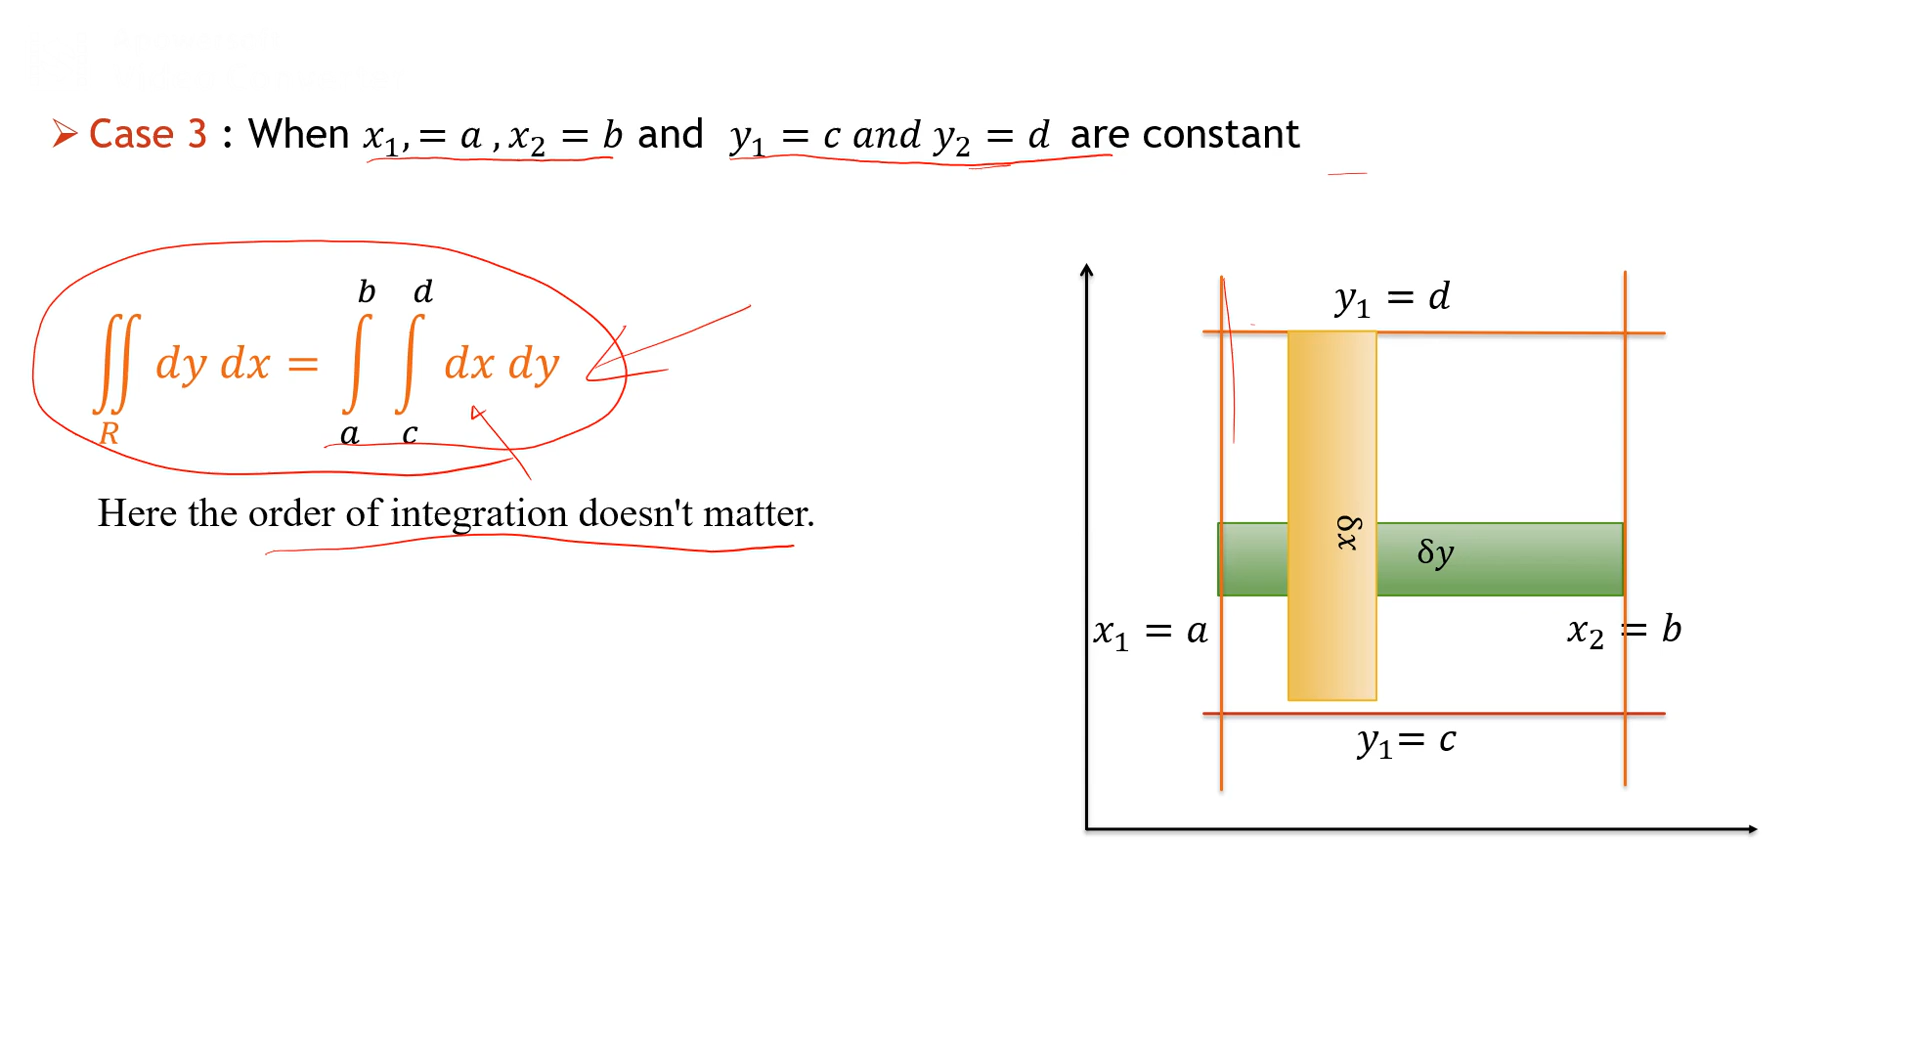 ➢ Case 3 : When x₁, = a , x₂ = b and y₁ = c and y₂ = d are constant
∬_R dy dx = ∫_a^b ∫_c^d dx dy
Here the order of integration doesn't matter.
y₁ = d
δx
δy
x₁ = a
x₂ = b
y₁= c